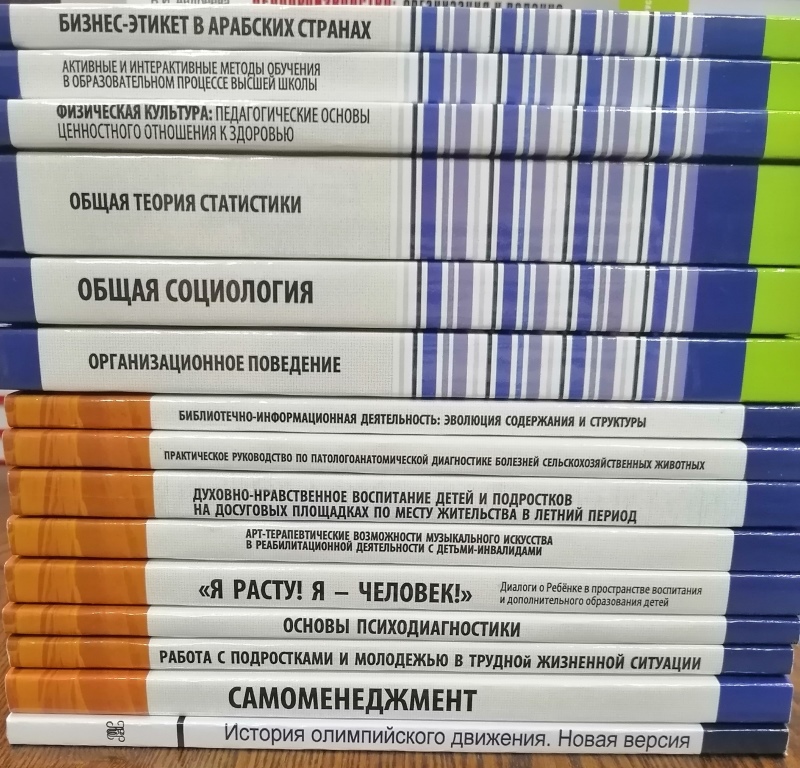 БИЗНЕС-ЭТИКЕТ В АРАБСКИХ СТРАНАХ
АКТИВНЫЕ И ИНТЕРАКТИВНЫЕ МЕТОДЫ ОБУЧЕНИЯ
В ОБРАЗОВАТЕЛЬНОМ ПРОЦЕССЕ ВЫСШЕЙ ШКОЛЫ
ФИЗИЧЕСКАЯ КУЛЬТУРА: ПЕДАГОГИЧЕСКИЕ ОСНОВЫ
ЦЕННОСТНОГО ОТНОШЕНИЯ К ЗДОРОВЬЮ
ОБЩАЯ ТЕОРИЯ СТАТИСТИКИ
ОБЩАЯ СОЦИОЛОГИЯ
ОРГАНИЗАЦИОННОЕ ПОВЕДЕНИЕ
БИБЛИОТЕЧНО-ИНФОРМАЦИОННАЯ ДЕЯТЕЛЬНОСТЬ: ЭВОЛЮЦИЯ СОДЕРЖАНИЯ И СТРУКТУРЫ
ПРАКТИЧЕСКОЕ РУКОВОДСТВО ПО ПАТОЛОГОАНАТОМИЧЕСКОЙ ДИАГНОСТИКЕ БОЛЕЗНЕЙ СЕЛЬСКОХОЗЯЙСТВЕННЫХ ЖИВОТНЫХ
ДУХОВНО-НРАВСТВЕННОЕ ВОСПИТАНИЕ ДЕТЕЙ И ПОДРОСТКОВ
НА ДОСУГОВЫХ ПЛОЩАДКАХ ПО МЕСТУ ЖИТЕЛЬСТВА В ЛЕТНИЙ ПЕРИОД
АРТ-ТЕРАПЕВТИЧЕСКИЕ ВОЗМОЖНОСТИ МУЗЫКАЛЬНОГО ИСКУССТВА
В РЕАБИЛИТАЦИОННОЙ ДЕЯТЕЛЬНОСТИ С ДЕТЬМИ-ИНВАЛИДАМИ
«Я РАСТУ! Я – ЧЕЛОВЕК!» Диалоги о Ребёнке в пространстве воспитания
и дополнительного образования детей
ОСНОВЫ ПСИХОДИАГНОСТИКИ
РАБОТА С ПОДРОСТКАМИ И МОЛОДЕЖЬЮ В ТРУДНОй ЖИЗНЕННОЙ СИТУАЦИИ
САМОМЕНЕДЖМЕНТ
История олимпийского движения. Новая версия